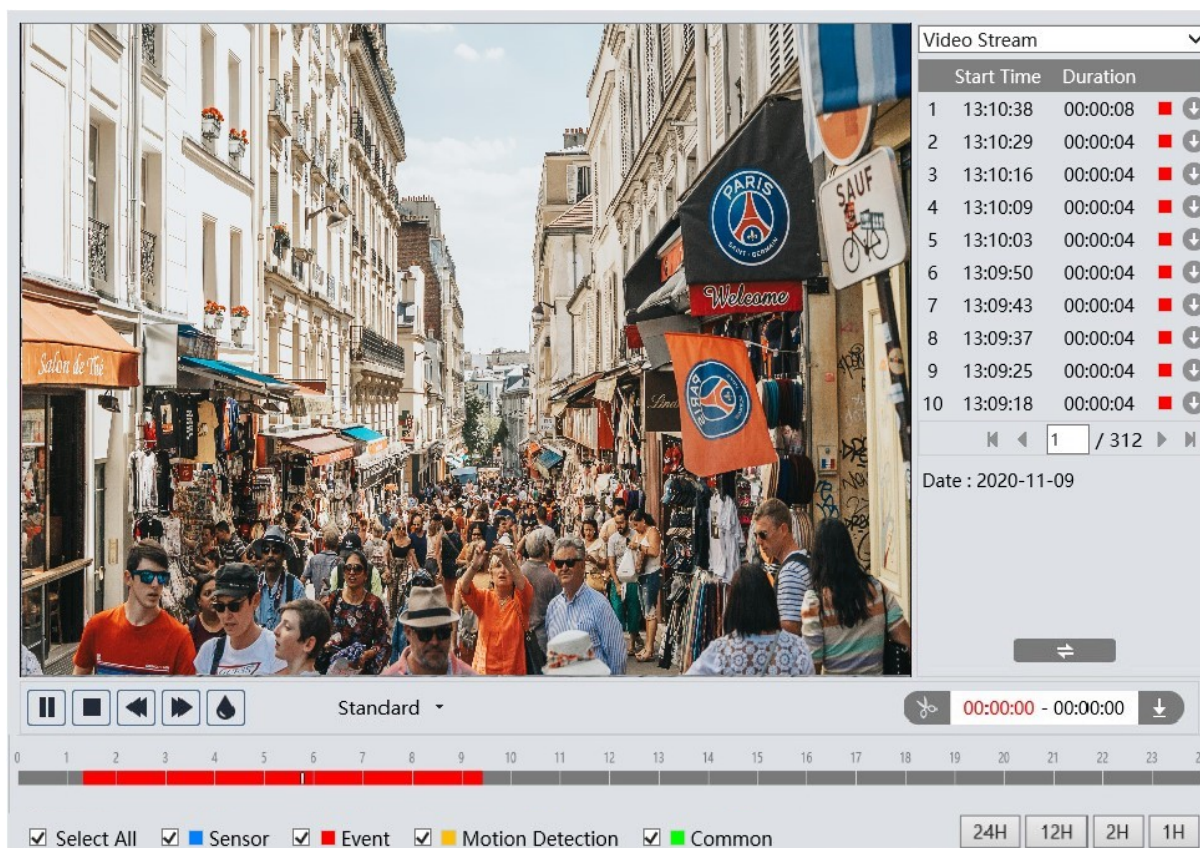 Video Stream
Start Time Duration
1 13:10:38 00:00:08
2 13:10:29 00:00:04
3 13:10:16 00:00:04
4 13:10:09 00:00:04
5 13:10:03 00:00:04
6 13:09:50 00:00:04
7 13:09:43 00:00:04
8 13:09:37 00:00:04
9 13:09:25 00:00:04
10 13:09:18 00:00:04
1 / 312
Date : 2020-11-09
PARIS
SAINT-GERMAIN
SAUF
Welcome
Salon de Thé
PARIS
GUESS
Standard
00:00:00 - 00:00:00
0 1 2 3 4 5 6 7 8 9 10 11 12 13 14 15 16 17 18 19 20 21 22 23
Select All Sensor Event Motion Detection Common
24H 12H 2H 1H